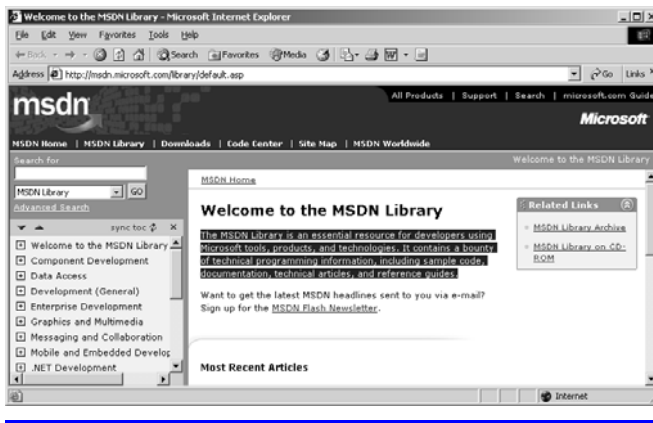 Welcome to the MSDN Library - Microsoft Internet Explorer
File Edit View Favorites Tools Help
Back Search Favorites Media
Address http://msdn.microsoft.com/library/default.asp Go Links
All Products | Support | Search | microsoft.com Guide
msdn
Microsoft
MSDN Home | MSDN Library | Downloads | Code Center | Site Map | MSDN Worldwide
Search for
Welcome to the MSDN Library
MSDN Library GO
Advanced Search
sync toc
Welcome to the MSDN Library
Component Development
Data Access
Development (General)
Enterprise Development
Graphics and Multimedia
Messaging and Collaboration
Mobile and Embedded Develop
.NET Development
MSDN Home
Welcome to the MSDN Library
The MSDN Library is an essential resource for developers using
Microsoft tools, products, and technologies. It contains a bounty
of technical programming information, including sample code,
documentation, technical articles, and reference guides.
Want to get the latest MSDN headlines sent to you via e-mail?
Sign up for the MSDN Flash Newsletter.
Most Recent Articles
Related Links
MSDN Library Archive
MSDN Library on CD-
ROM
Internet